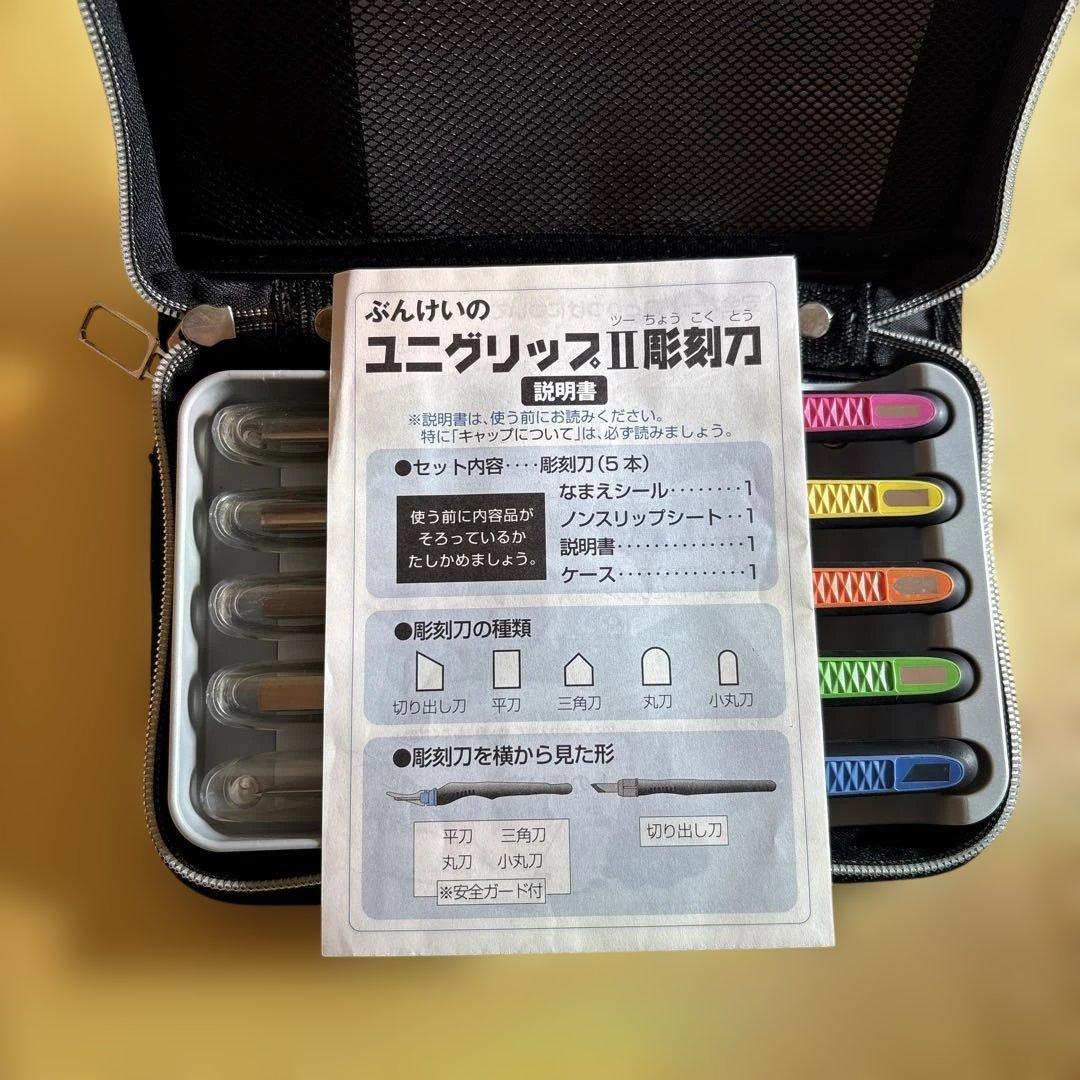 ぶんけいの
ツー ちょう こく とう
ユニグリップⅡ彫刻刀
説明書
※説明書は、使う前にお読みください。
特に「キャップについて」は、必ず読みましょう。
●セット内容‥‥彫刻刀(5本)
なまえシール‥‥‥‥1
ノンスリップシート‥1
説明書‥‥‥‥‥‥‥1
ケース‥‥‥‥‥‥‥1
使う前に内容品が
そろっているか
たしかめましょう。
●彫刻刀の種類
切り出し刀 平刀 三角刀 丸刀 小丸刀
●彫刻刀を横から見た形
平刀 三角刀
丸刀 小丸刀
※安全ガード付
切り出し刀